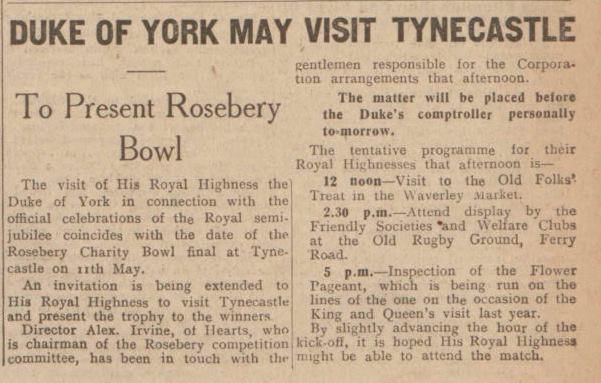 DUKE OF YORK MAY VISIT TYNECASTLE
To Present Rosebery
Bowl
The visit of His Royal Highness the
Duke of York in connection with the
official celebrations of the Royal semi-
jubilee coincides with the date of the
Rosebery Charity Bowl final at Tyne-
castle on 11th May.
An invitation is being extended to
His Royal Highness to visit Tynecastle
and present the trophy to the winners.
Director Alex. Irvine, of Hearts, who
is chairman of the Rosebery competition
committee, has been in touch with the
gentlemen responsible for the Corpora-
tion arrangements that afternoon.
The matter will be placed before
the Duke's comptroller personally
to-morrow.
The tentative programme for their
Royal Highnesses that afternoon is—
12 noon—Visit to the Old Folks'
Treat in the Waverley Market.
2.30 p.m.—Attend display by the
Friendly Societies and Welfare Clubs
at the Old Rugby Ground, Ferry
Road.
5 p.m.—Inspection of the Flower
Pageant, which is being run on the
lines of the one on the occasion of the
King and Queen's visit last year.
By slightly advancing the hour of the
kick-off, it is hoped His Royal Highness
might be able to attend the match.